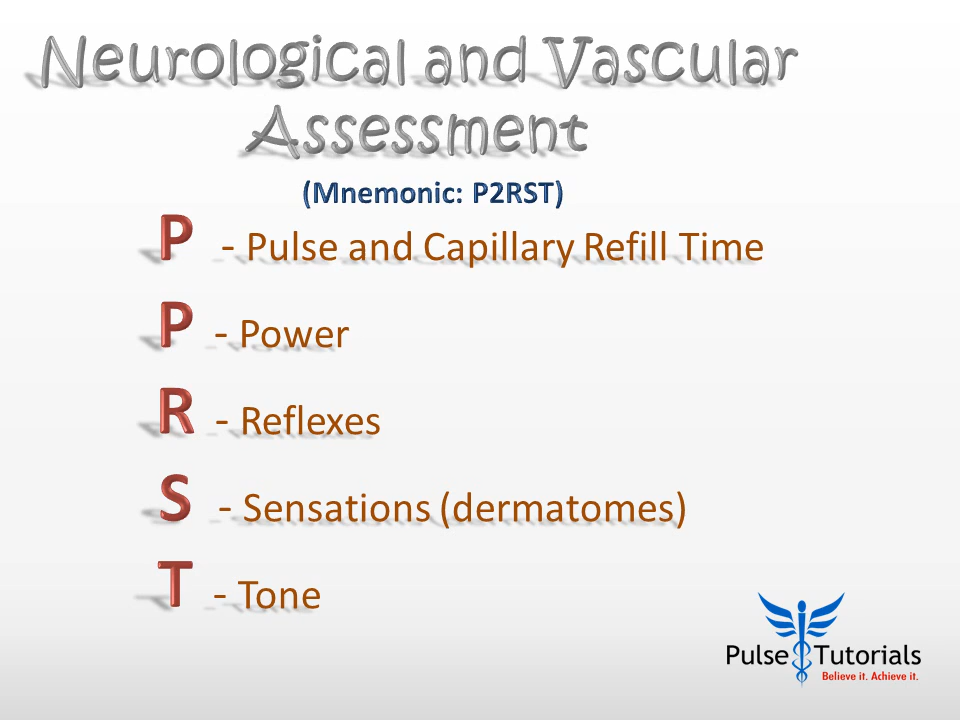 Neurological and Vascular
Assessment
(Mnemonic: P2RST)
P - Pulse and Capillary Refill Time
P - Power
R - Reflexes
S - Sensations (dermatomes)
T - Tone
Pulse Tutorials
Believe it. Achieve it.